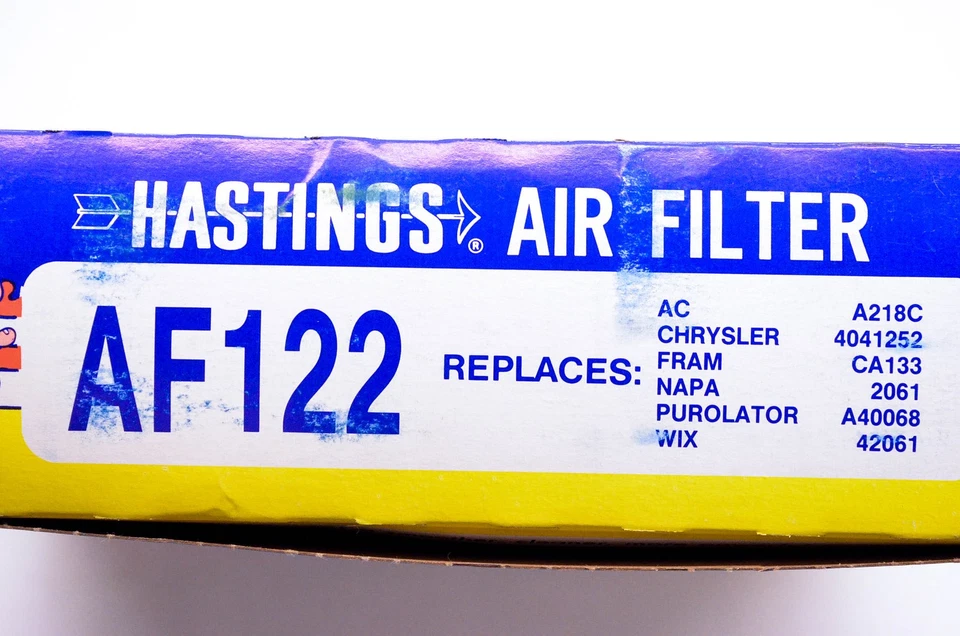 HASTINGS® AIR FILTER
AF122
REPLACES:
AC A218C
CHRYSLER 4041252
FRAM CA133
NAPA 2061
PUROLATOR A40068
WIX 42061